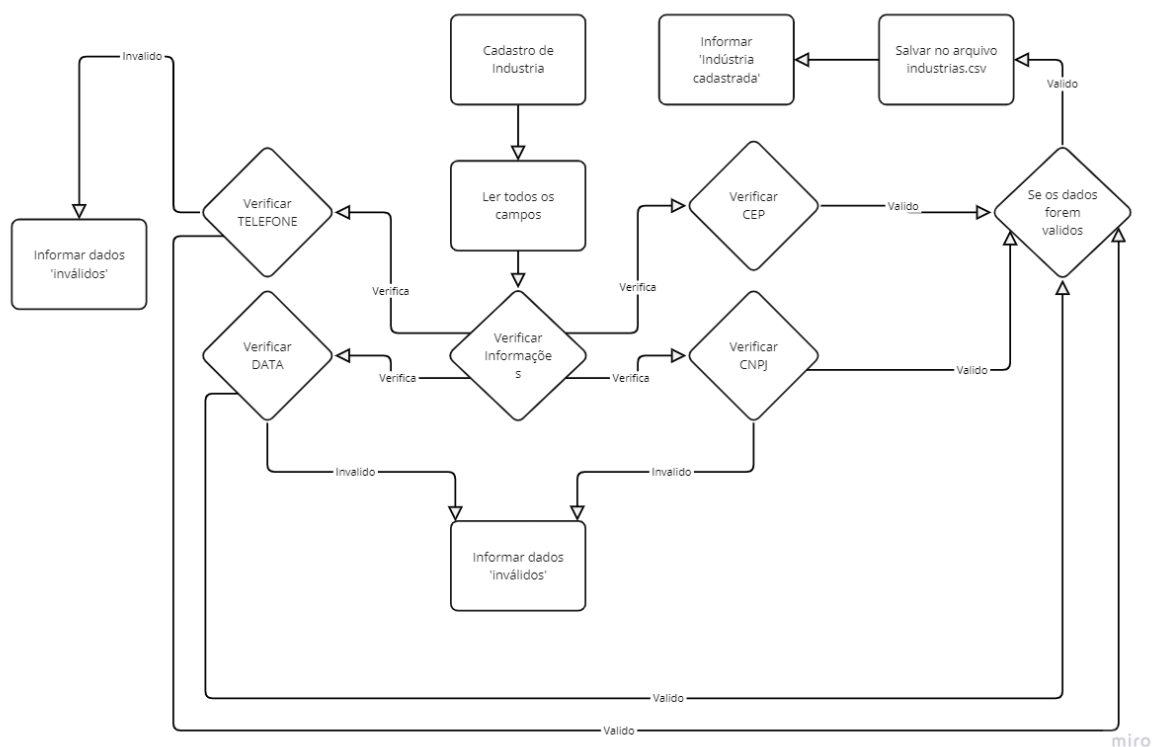 Invalido
Cadastro de
Industria
Informar
'Indústria
cadastrada'
Salvar no arquivo
industrias.csv
Valido
Verificar
TELEFONE
Ler todos os
campos
Verificar
CEP
Valido
Se os dados
forem
validos
Informar dados
'inválidos'
Verifica
Verifica
Verificar
DATA
Verifica
Verificar
Informaçõe
s
Verifica
Verificar
CNPJ
Valido
Invalido
Invalido
Informar dados
'inválidos'
Valido
Valido
miro